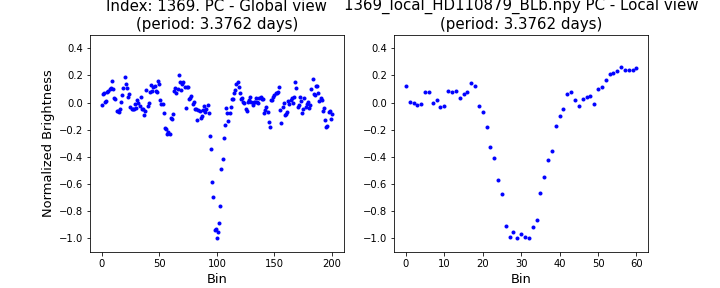 Index: 1369. PC - Global view
(period: 3.3762 days)
1369_local_HD110879_BLb.npy PC - Local view
(period: 3.3762 days)
Normalized Brightness
0.4
0.2
0.0
−0.2
−0.4
−0.6
−0.8
−1.0
0 50 100 150 200
Bin
0.4
0.2
0.0
−0.2
−0.4
−0.6
−0.8
−1.0
0 10 20 30 40 50 60
Bin